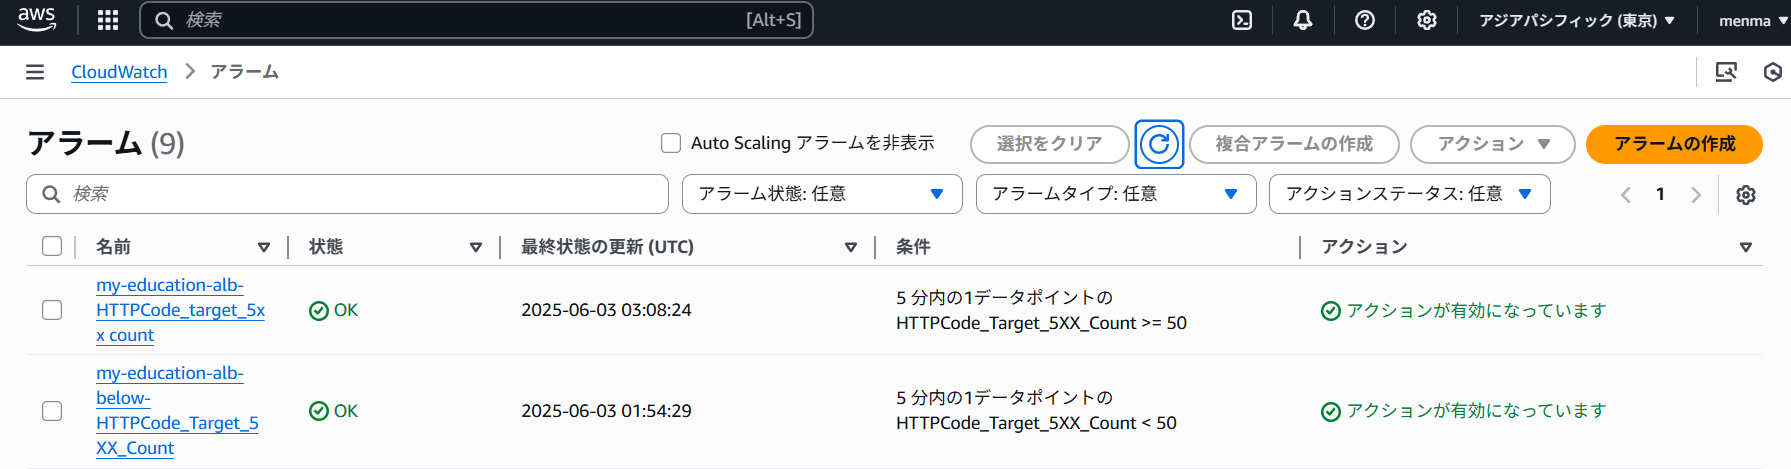 aws
検索 [Alt+S]
アジアパシフィック (東京) ▼
menma ▼
CloudWatch > アラーム
アラーム (9)
Auto Scaling アラームを非表示
選択をクリア
複合アラームの作成
アクション ▼
アラームの作成
検索
アラーム状態: 任意
アラームタイプ: 任意
アクションステータス: 任意
1
名前
状態
最終状態の更新 (UTC)
条件
アクション
my-education-alb-
HTTPCode_target_5x
x count
OK
2025-06-03 03:08:24
5 分内の1データポイントの
HTTPCode_Target_5XX_Count >= 50
アクションが有効になっています
my-education-alb-
below-
HTTPCode_Target_5
XX_Count
OK
2025-06-03 01:54:29
5 分内の1データポイントの
HTTPCode_Target_5XX_Count < 50
アクションが有効になっています